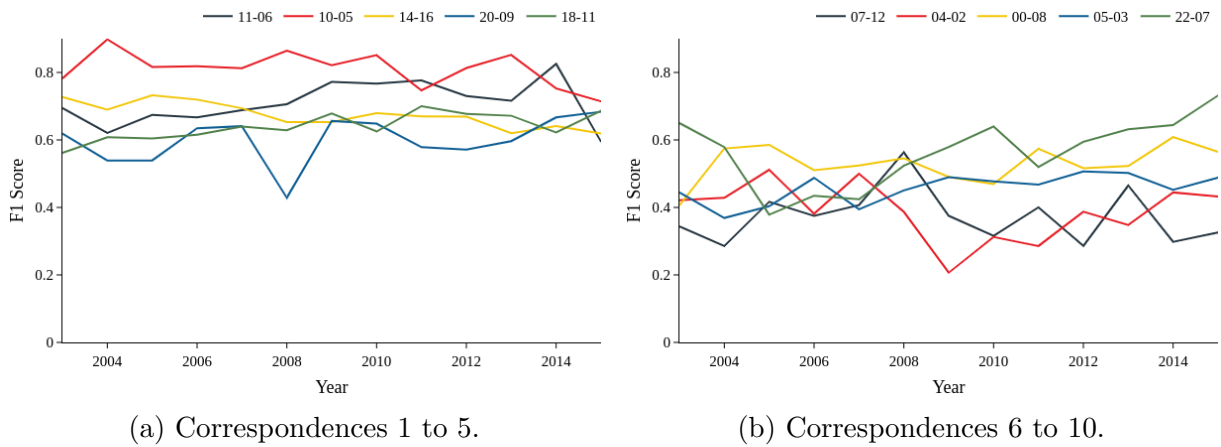 11-06 10-05 14-16 20-09 18-11
0.8
0.6
0.4
0.2
0
F1 Score
2004 2006 2008 2010 2012 2014
Year
(a) Correspondences 1 to 5.
07-12 04-02 00-08 05-03 22-07
0.8
0.6
0.4
0.2
0
F1 Score
2004 2006 2008 2010 2012 2014
Year
(b) Correspondences 6 to 10.